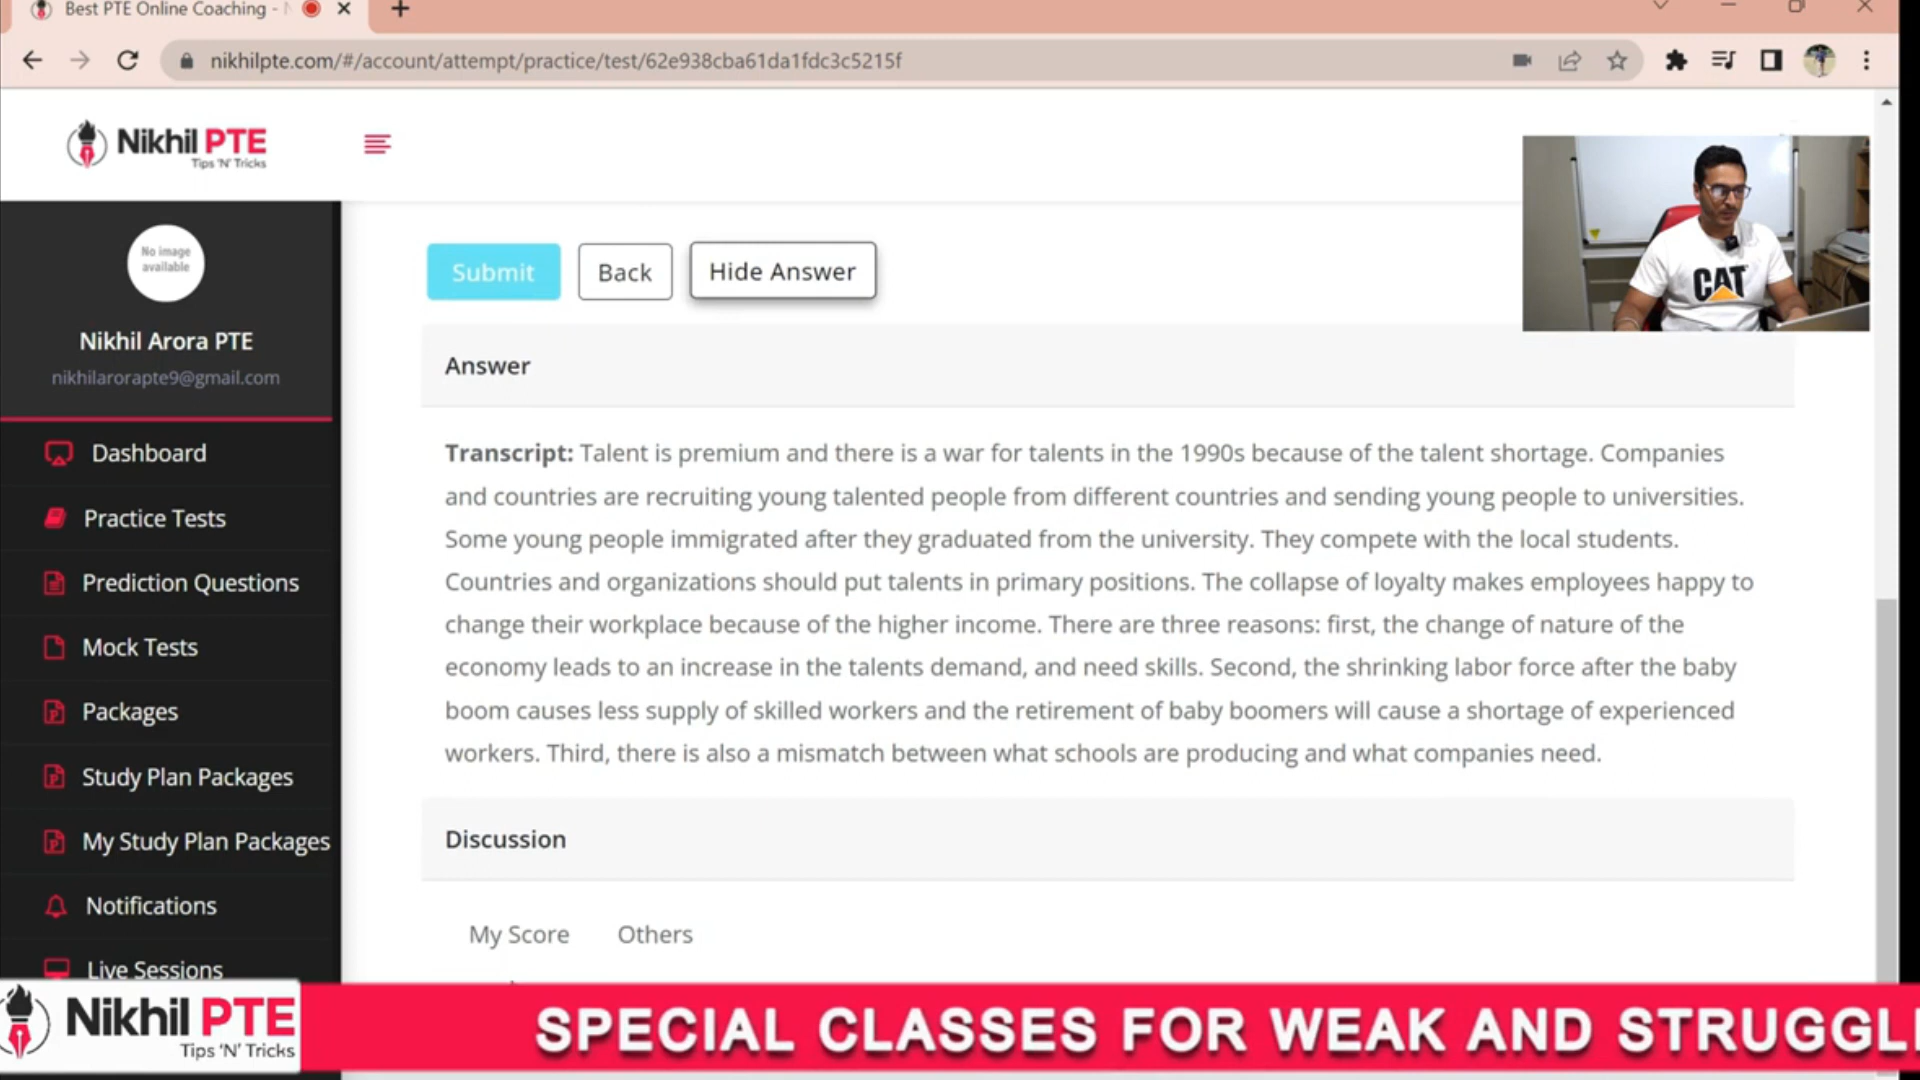 Best PTE Online Coaching -
nikhilpte.com/#/account/attempt/practice/test/62e938cba61da1fdc3c5215f
Nikhil PTE
Tips 'N' Tricks
No image
available
Nikhil Arora PTE
nikhilarorapte9@gmail.com
Dashboard
Practice Tests
Prediction Questions
Mock Tests
Packages
Study Plan Packages
My Study Plan Packages
Notifications
Live Sessions
Submit
Back
Hide Answer
CAT
Answer
Transcript: Talent is premium and there is a war for talents in the 1990s because of the talent shortage. Companies
and countries are recruiting young talented people from different countries and sending young people to universities.
Some young people immigrated after they graduated from the university. They compete with the local students.
Countries and organizations should put talents in primary positions. The collapse of loyalty makes employees happy to
change their workplace because of the higher income. There are three reasons: first, the change of nature of the
economy leads to an increase in the talents demand, and need skills. Second, the shrinking labor force after the baby
boom causes less supply of skilled workers and the retirement of baby boomers will cause a shortage of experienced
workers. Third, there is also a mismatch between what schools are producing and what companies need.
Discussion
My Score
Others
Nikhil PTE
Tips 'N' Tricks
SPECIAL CLASSES FOR WEAK AND STRUGGL